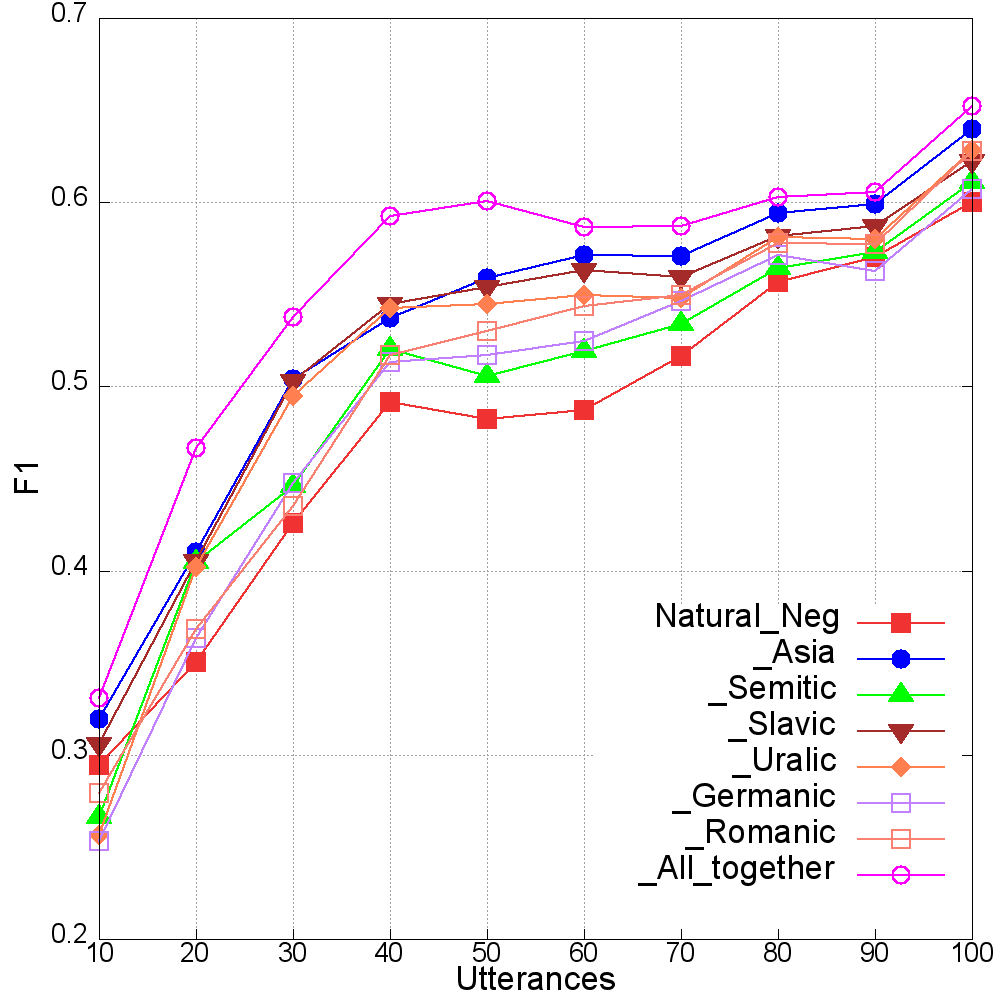 0.7
0.6
0.5
0.4
0.3
0.2
F1
Natural_Neg
_Asia
_Semitic
_Slavic
_Uralic
_Germanic
_Romanic
_All_together
10 20 30 40 50 60 70 80 90 100
Utterances